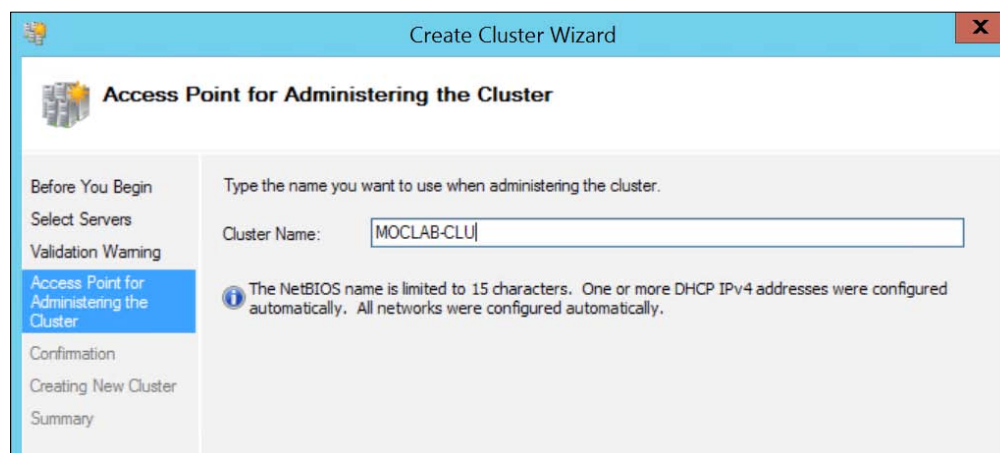 Create Cluster Wizard
X
Access Point for Administering the Cluster
Before You Begin
Select Servers
Validation Warning
Access Point for
Administering the
Cluster
Confirmation
Creating New Cluster
Summary
Type the name you want to use when administering the cluster.
Cluster Name: MOCLAB-CLU
The NetBIOS name is limited to 15 characters. One or more DHCP IPv4 addresses were configured
automatically. All networks were configured automatically.